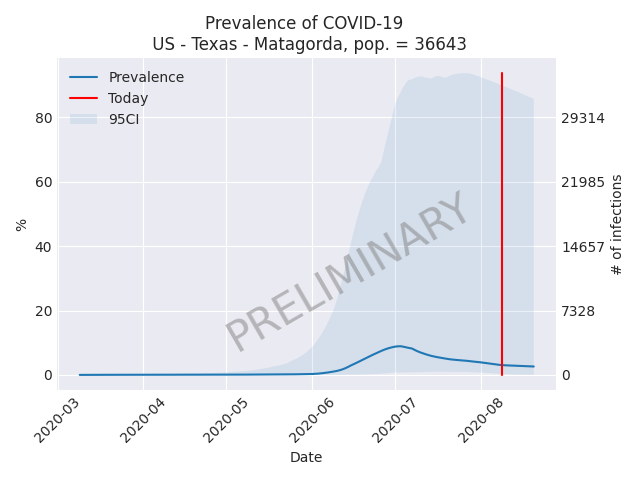 Prevalence of COVID-19
US - Texas - Matagorda, pop. = 36643
Prevalence
Today
95CI
80
60
40
20
0
%
29314
21985
14657
7328
0
# of infections
PRELIMINARY
2020-03
2020-04
2020-05
2020-06
2020-07
2020-08
Date